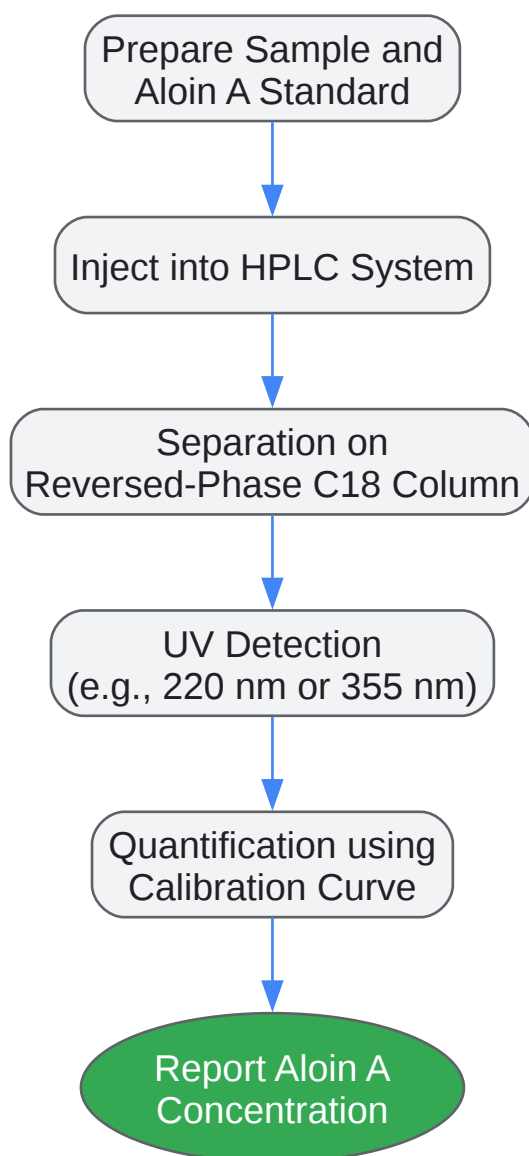 Prepare Sample and
Aloin A Standard
Inject into HPLC System
Separation on
Reversed-Phase C18 Column
UV Detection
(e.g., 220 nm or 355 nm)
Quantification using
Calibration Curve
Report Aloin A
Concentration